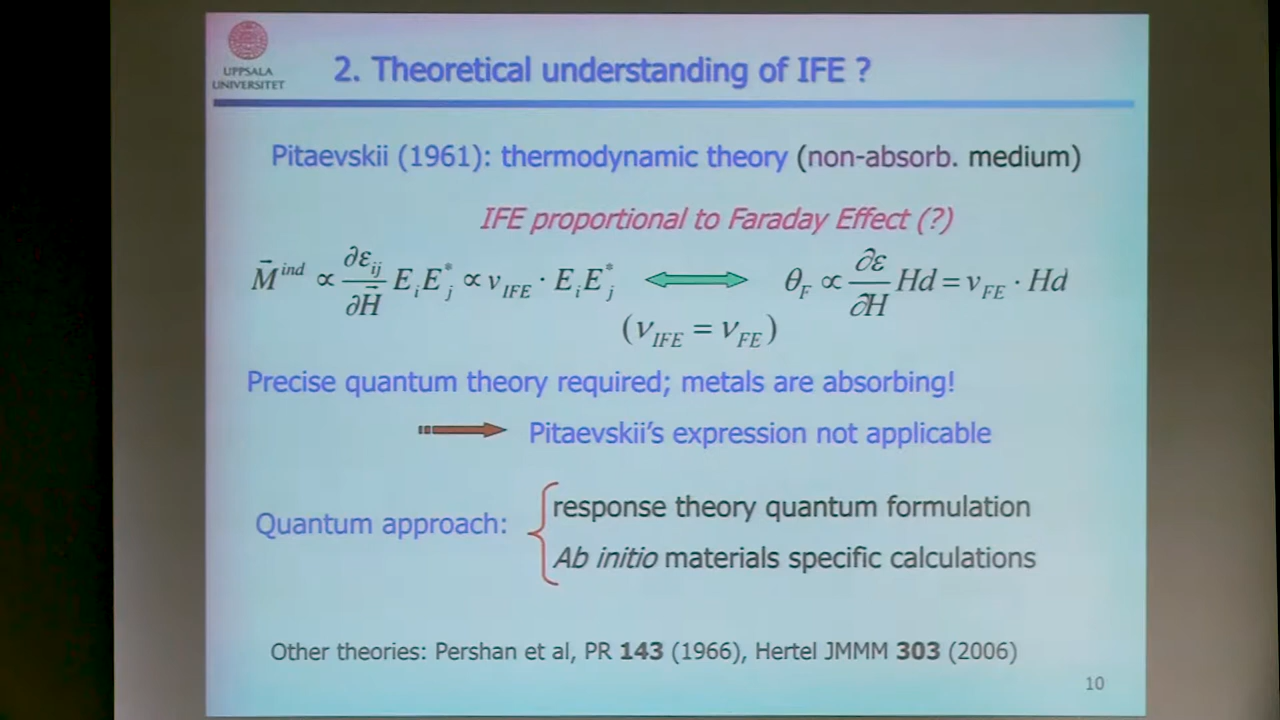 UPPSALA
UNIVERSITET
2. Theoretical understanding of IFE ?
Pitaevskii (1961): thermodynamic theory (non-absorb. medium)
IFE proportional to Faraday Effect (?)
M⃗^ind ∝ ∂ε_ij/∂H⃗ E_i E_j^* ∝ ν_IFE · E_i E_j^* ⟺ θ_F ∝ ∂ε/∂H Hd = ν_FE · Hd
(ν_IFE = ν_FE)
Precise quantum theory required; metals are absorbing!
Pitaevskii's expression not applicable
Quantum approach:
response theory quantum formulation
Ab initio materials specific calculations
Other theories: Pershan et al, PR 143 (1966), Hertel JMMM 303 (2006)
10